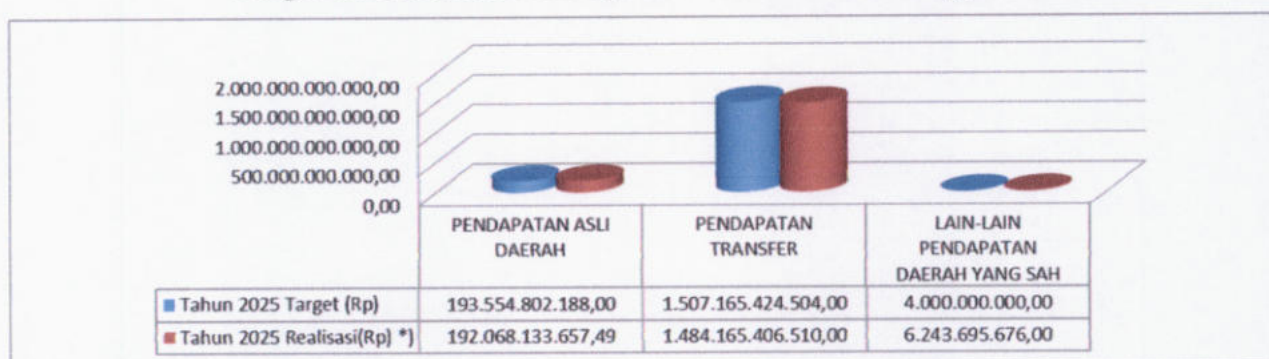 2.000.000.000.000,00
1.500.000.000.000,00
1.000.000.000.000,00
500.000.000.000,00
0,00
PENDAPATAN ASLI DAERAH
PENDAPATAN TRANSFER
LAIN-LAIN PENDAPATAN DAERAH YANG SAH
Tahun 2025 Target (Rp) 193.554.802.188,00 1.507.165.424.504,00 4.000.000.000,00
Tahun 2025 Realisasi(Rp) *) 192.068.133.657,49 1.484.165.406.510,00 6.243.695.676,00